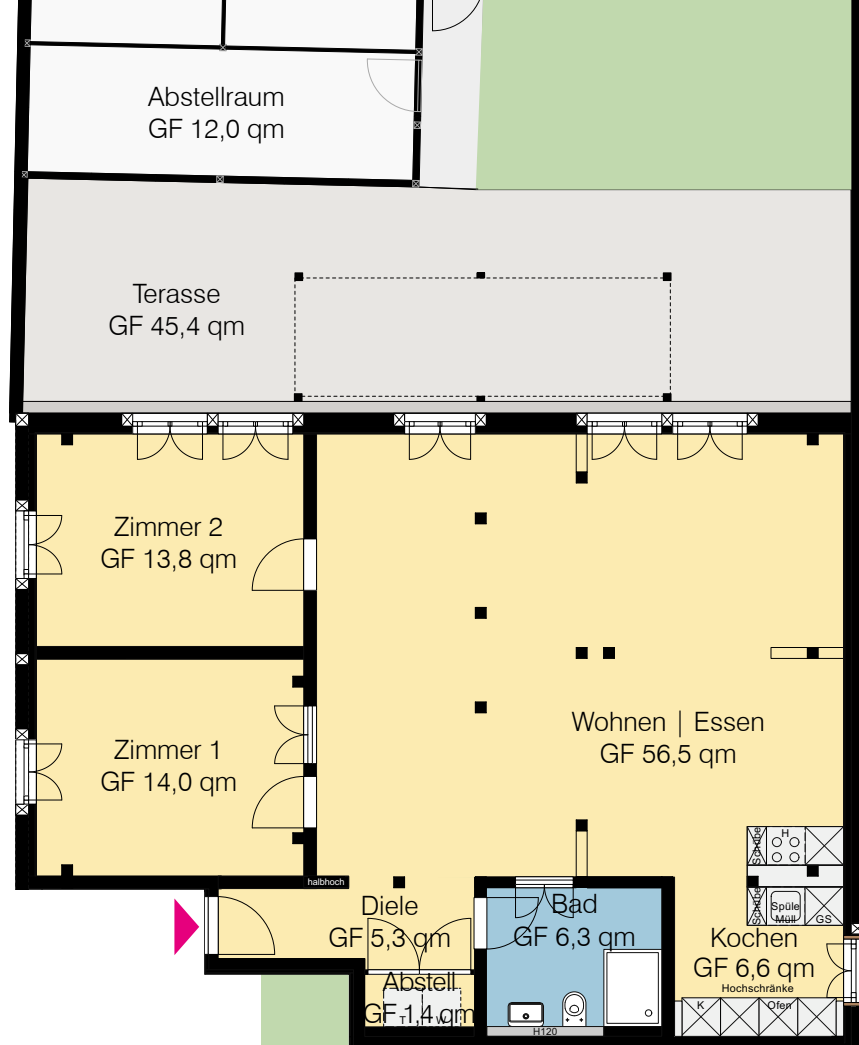 Abstellraum
GF 12,0 qm
Terasse
GF 45,4 qm
Zimmer 2
GF 13,8 qm
Wohnen | Essen
GF 56,5 qm
Zimmer 1
GF 14,0 qm
Schübe
H
halbhoch
Diele
GF 5,3 qm
Bad
GF 6,3 qm
Schübe
Spüle
Müll
GS
Kochen
GF 6,6 qm
Hochschränke
K
Ofen
Abstell
GF 1,4 qm
T
W
H120